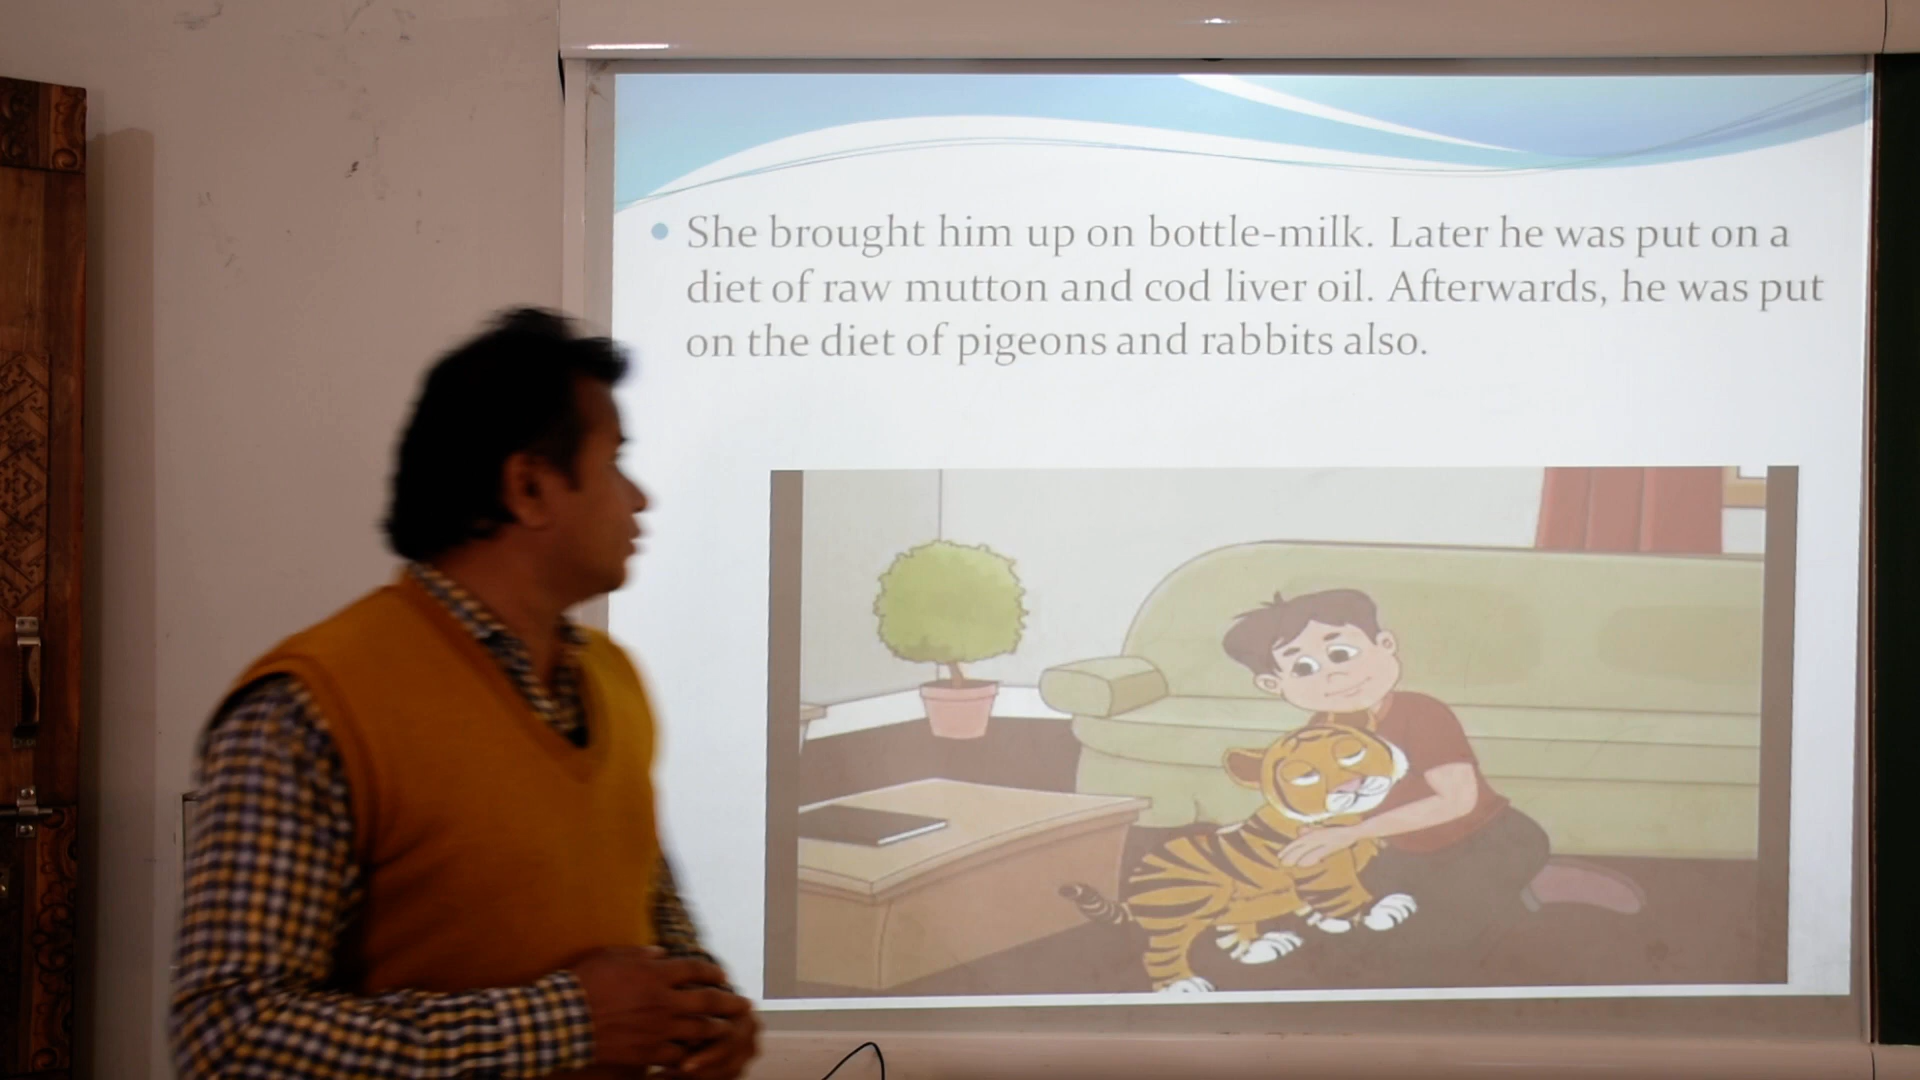 She brought him up on bottle-milk. Later he was put on a
diet of raw mutton and cod liver oil. Afterwards, he was put
on the diet of pigeons and rabbits also.